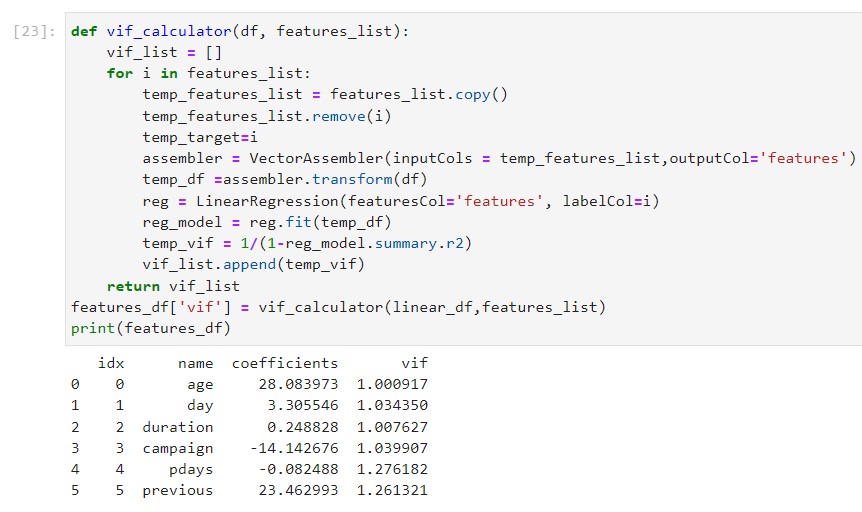 [23]: def vif_calculator(df, features_list):
    vif_list = []
    for i in features_list:
        temp_features_list = features_list.copy()
        temp_features_list.remove(i)
        temp_target=i
        assembler = VectorAssembler(inputCols = temp_features_list,outputCol='features')
        temp_df =assembler.transform(df)
        reg = LinearRegression(featuresCol='features', labelCol=i)
        reg_model = reg.fit(temp_df)
        temp_vif = 1/(1-reg_model.summary.r2)
        vif_list.append(temp_vif)
    return vif_list
features_df['vif'] = vif_calculator(linear_df,features_list)
print(features_df)
   idx      name  coefficients       vif
0    0       age     28.083973  1.000917
1    1       day      3.305546  1.034350
2    2  duration      0.248828  1.007627
3    3  campaign    -14.142676  1.039907
4    4     pdays     -0.082488  1.276182
5    5  previous     23.462993  1.261321